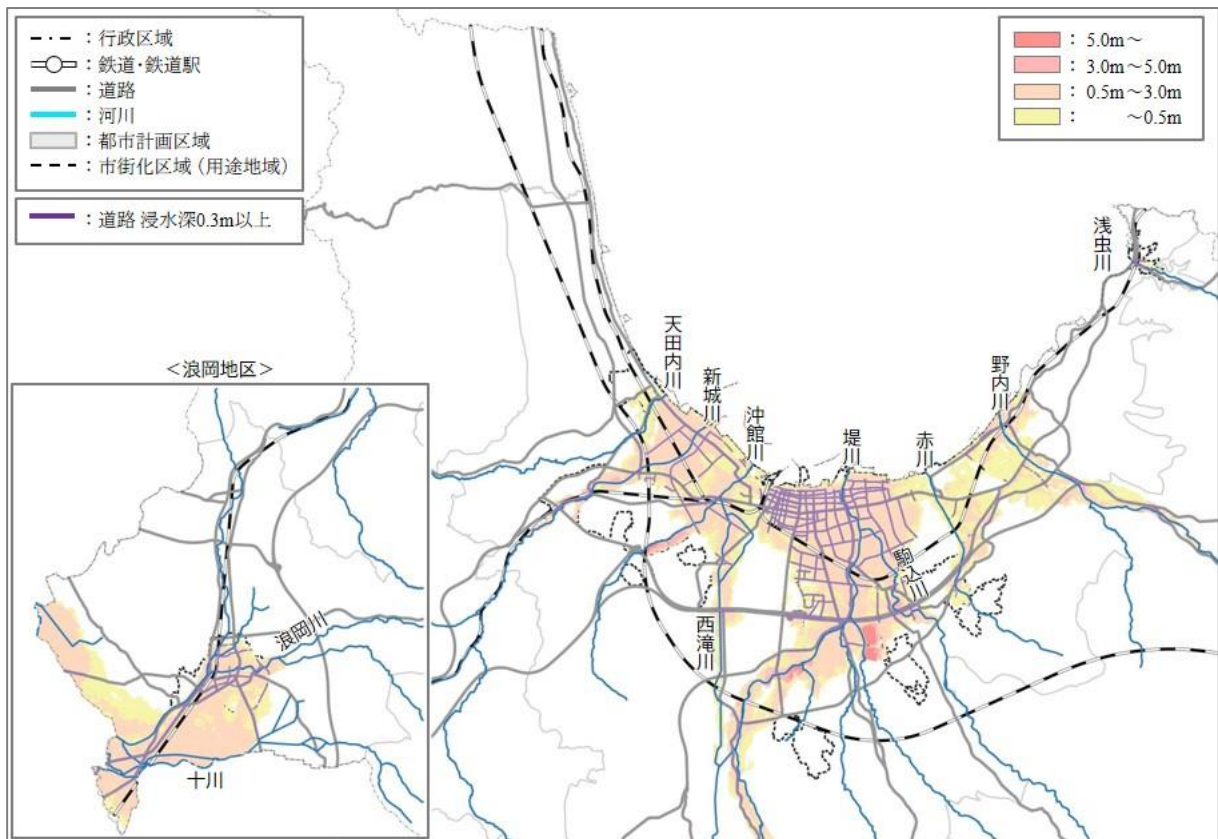 ：行政区域
：鉄道・鉄道駅
：道路
：河川
：都市計画区域
：市街化区域（用途地域）
：道路 浸水深0.3m以上
：5.0m～
：3.0m～5.0m
：0.5m～3.0m
：　　～0.5m
浅虫川
天田内川
新城川
沖館川
堤川
赤川
野内川
駒込川
西滝川
＜浪岡地区＞
浪岡川
十川